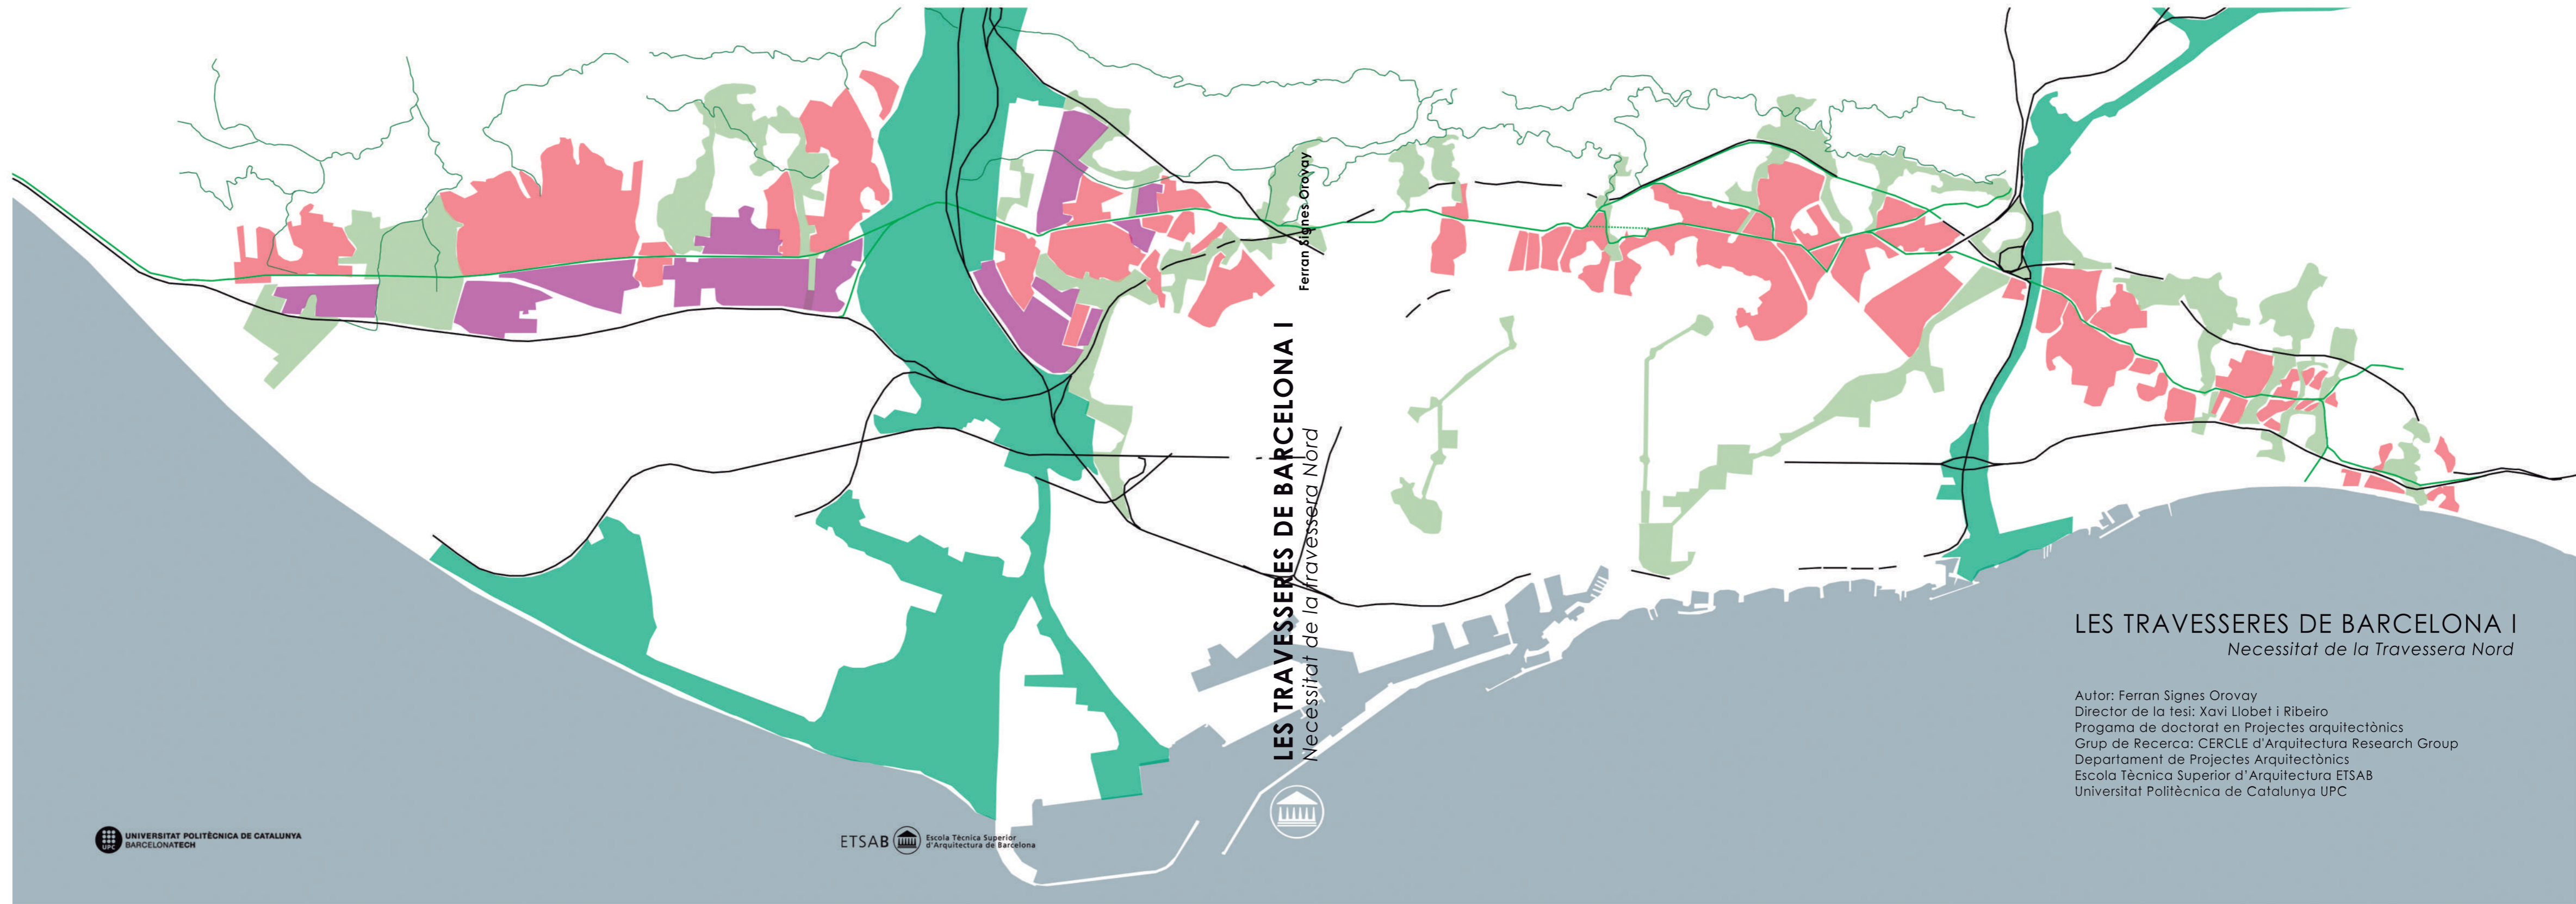 UNIVERSITAT POLITÈCNICA DE CATALUNYA
BARCELONATECH
UPC
ETSAB
Escola Tècnica Superior
d'Arquitectura de Barcelona
Ferran Signes Orovay
LES TRAVESSERES DE BARCELONA I
Necessitat de la Travessera Nord
LES TRAVESSERES DE BARCELONA I
Necessitat de la Travessera Nord
Autor: Ferran Signes Orovay
Director de la tesi: Xavi Llobet i Ribeiro
Progama de doctorat en Projectes arquitectònics
Grup de Recerca: CERCLE d'Arquitectura Research Group
Departament de Projectes Arquitectònics
Escola Tècnica Superior d'Arquitectura ETSAB
Universitat Politècnica de Catalunya UPC